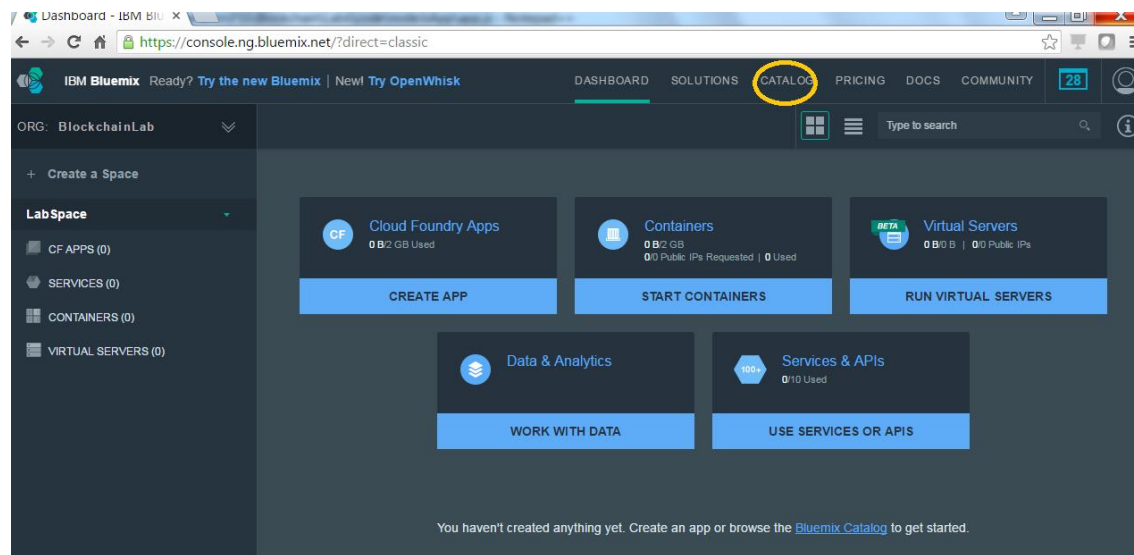 Dashboard - IBM Blu
https://console.ng.bluemix.net/?direct=classic
IBM Bluemix Ready? Try the new Bluemix | New! Try OpenWhisk DASHBOARD SOLUTIONS CATALOG PRICING DOCS COMMUNITY 28
ORG: BlockchainLab Type to search
+ Create a Space
LabSpace
CF APPS (0)
SERVICES (0)
CONTAINERS (0)
VIRTUAL SERVERS (0)
CF Cloud Foundry Apps
0 B/2 GB Used
CREATE APP
Containers
0 B/2 GB
0/0 Public IPs Requested | 0 Used
START CONTAINERS
BETA Virtual Servers
0 B/0 B | 0/0 Public IPs
RUN VIRTUAL SERVERS
Data & Analytics
WORK WITH DATA
100+ Services & APIs
0/10 Used
USE SERVICES OR APIS
You haven't created anything yet. Create an app or browse the Bluemix Catalog to get started.